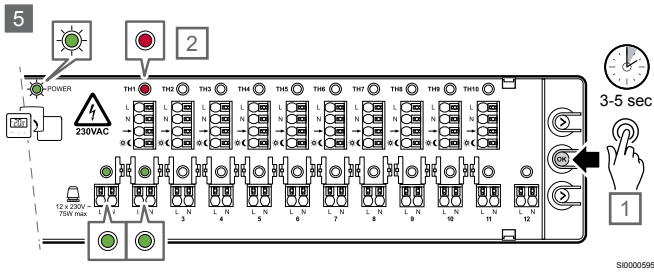 5
2
POWER
TH1 TH2 TH3 TH4 TH5 TH6 TH7 TH8 TH9 TH10
L
N
230VAC
3-5 sec
OK
1
12 x 230V ~
75W max
L N L N L N L N L N L N L N L N L N L N L N L N
3 4 5 6 7 8 9 10 11 12
SI0000595